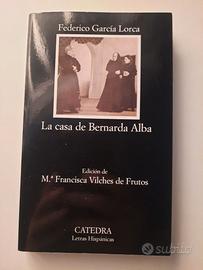 Federico García Lorca
La casa de Bernarda Alba
Edición de
M.ª Francisca Vilches de Frutos
CATEDRA
Letras Hispánicas
subito